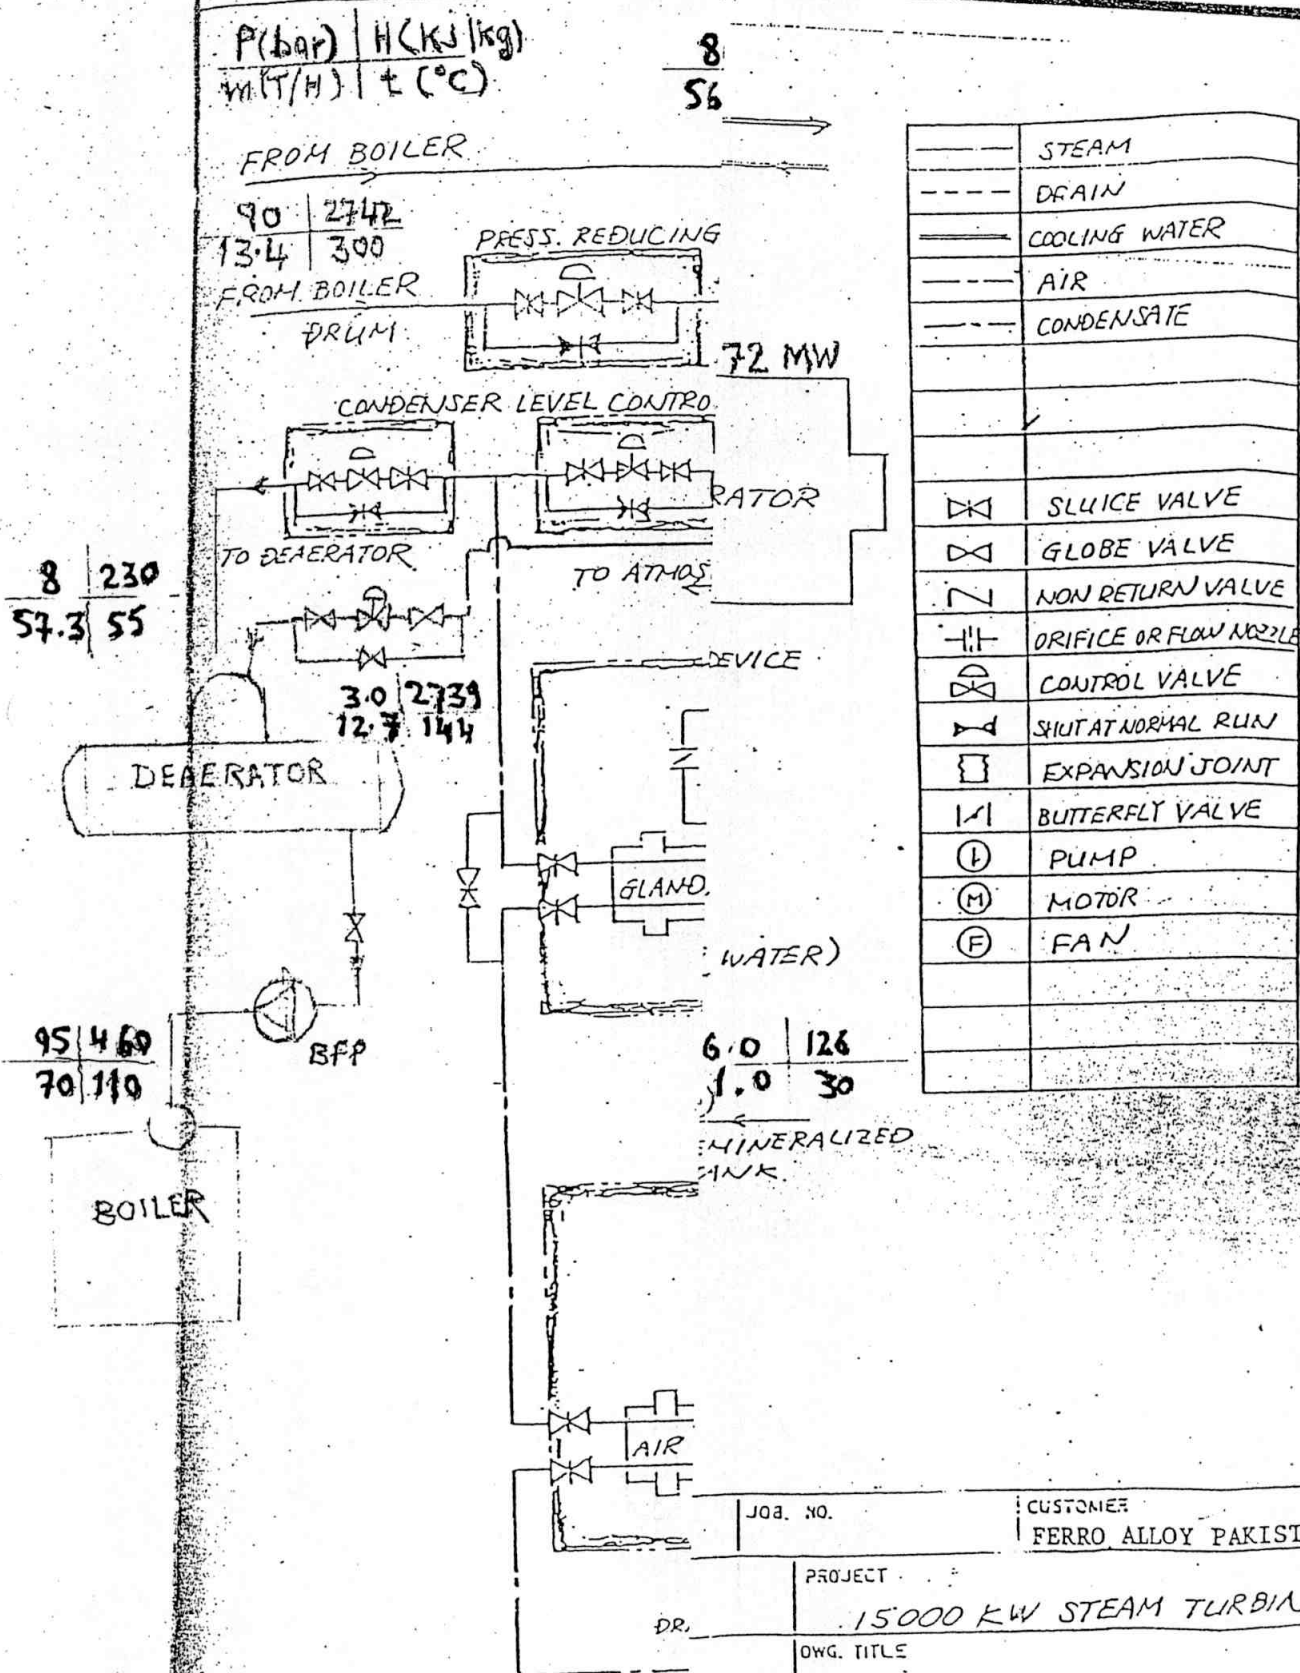 P(bar) | H(KJ/kg)
m(T/H) | t (°C)
8
56
FROM BOILER
90 | 2742
13.4 | 300
FROM BOILER
DRUM
PRESS. REDUCING
72 MW
CONDENSER LEVEL CONTRO
RATOR
TO DEAERATOR
TO ATMOS
8 | 230
57.3 | 55
EVICE
3.0 | 2739
12.7 | 144
DEAERATOR
GLAND.
WATER)
BFP
95 | 460
70 | 110
6.0 | 126
1.0 | 30
EMINERALIZED
ANK.
BOILER
AIR
STEAM
DRAIN
COOLING WATER
AIR
CONDENSATE
SLUICE VALVE
GLOBE VALVE
NON RETURN VALVE
ORIFICE OR FLOW NOZZLE
CONTROL VALVE
SHUT AT NORMAL RUN
EXPANSION JOINT
BUTTERFLY VALVE
PUMP
M MOTOR
F FAN
JOB. NO.
CUSTOMER
FERRO ALLOY PAKIST
PROJECT
15000 KW STEAM TURBIN
DR.
DWG. TITLE